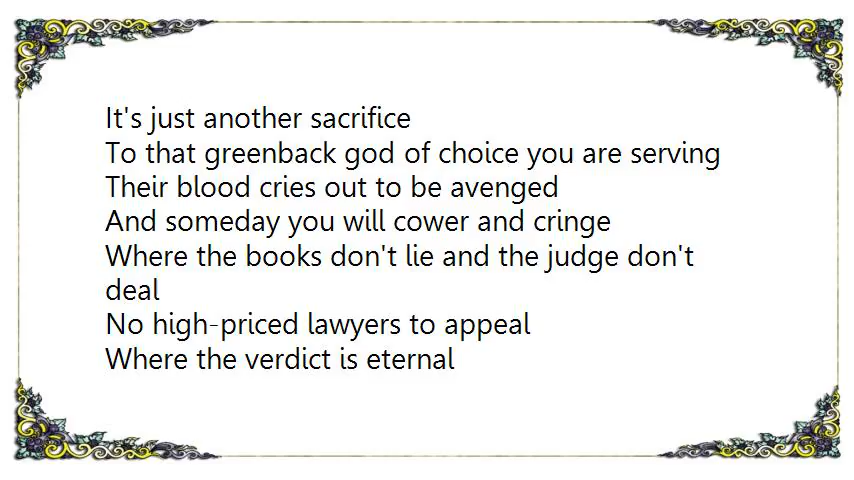 It's just another sacrifice
To that greenback god of choice you are serving
Their blood cries out to be avenged
And someday you will cower and cringe
Where the books don't lie and the judge don't
deal
No high-priced lawyers to appeal
Where the verdict is eternal